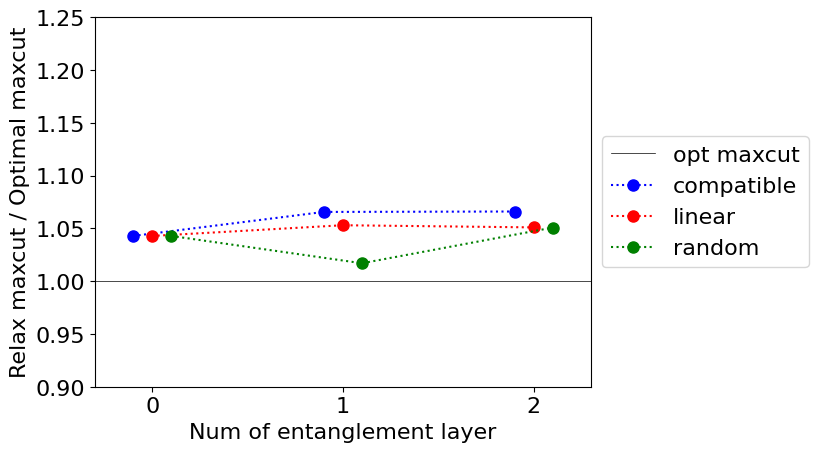 Relax maxcut / Optimal maxcut
1.25
1.20
1.15
1.10
1.05
1.00
0.95
0.90
0
1
2
Num of entanglement layer
opt maxcut
compatible
linear
random